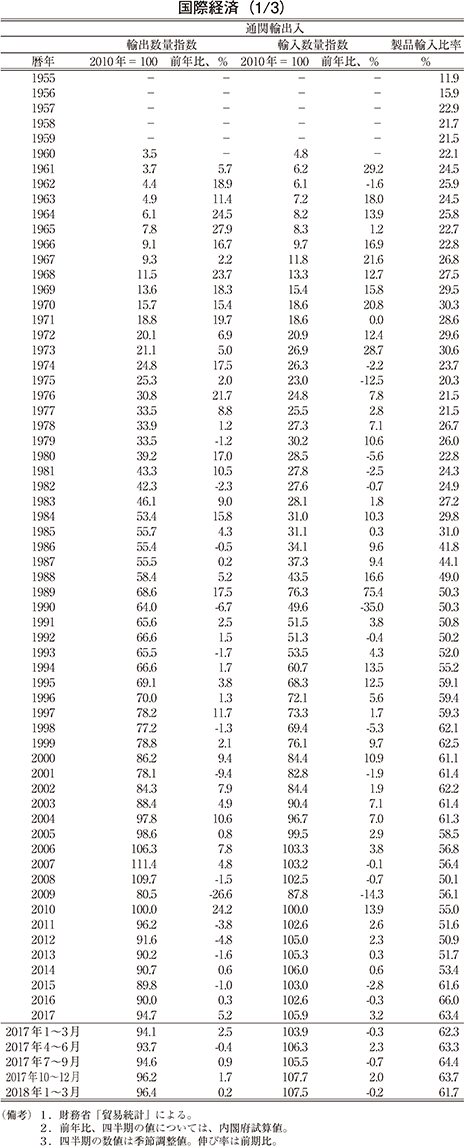 国際経済（1/3）
通関輸出入
輸出数量指数 輸入数量指数 製品輸入比率
暦年 2010年＝100 前年比、％ 2010年＝100 前年比、％ ％
1955 － － － － 11.9
1956 － － － － 15.9
1957 － － － － 22.9
1958 － － － － 21.7
1959 － － － － 21.5
1960 3.5 － 4.8 － 22.1
1961 3.7 5.7 6.2 29.2 24.5
1962 4.4 18.9 6.1 -1.6 25.9
1963 4.9 11.4 7.2 18.0 24.5
1964 6.1 24.5 8.2 13.9 25.8
1965 7.8 27.9 8.3 1.2 22.7
1966 9.1 16.7 9.7 16.9 22.8
1967 9.3 2.2 11.8 21.6 26.8
1968 11.5 23.7 13.3 12.7 27.5
1969 13.6 18.3 15.4 15.8 29.5
1970 15.7 15.4 18.6 20.8 30.3
1971 18.8 19.7 18.6 0.0 28.6
1972 20.1 6.9 20.9 12.4 29.6
1973 21.1 5.0 26.9 28.7 30.6
1974 24.8 17.5 26.3 -2.2 23.7
1975 25.3 2.0 23.0 -12.5 20.3
1976 30.8 21.7 24.8 7.8 21.5
1977 33.5 8.8 25.5 2.8 21.5
1978 33.9 1.2 27.3 7.1 26.7
1979 33.5 -1.2 30.2 10.6 26.0
1980 39.2 17.0 28.5 -5.6 22.8
1981 43.3 10.5 27.8 -2.5 24.3
1982 42.3 -2.3 27.6 -0.7 24.9
1983 46.1 9.0 28.1 1.8 27.2
1984 53.4 15.8 31.0 10.3 29.8
1985 55.7 4.3 31.1 0.3 31.0
1986 55.4 -0.5 34.1 9.6 41.8
1987 55.5 0.2 37.3 9.4 44.1
1988 58.4 5.2 43.5 16.6 49.0
1989 68.6 17.5 76.3 75.4 50.3
1990 64.0 -6.7 49.6 -35.0 50.3
1991 65.6 2.5 51.5 3.8 50.8
1992 66.6 1.5 51.3 -0.4 50.2
1993 65.5 -1.7 53.5 4.3 52.0
1994 66.6 1.7 60.7 13.5 55.2
1995 69.1 3.8 68.3 12.5 59.1
1996 70.0 1.3 72.1 5.6 59.4
1997 78.2 11.7 73.3 1.7 59.3
1998 77.2 -1.3 69.4 -5.3 62.1
1999 78.8 2.1 76.1 9.7 62.5
2000 86.2 9.4 84.4 10.9 61.1
2001 78.1 -9.4 82.8 -1.9 61.4
2002 84.3 7.9 84.4 1.9 62.2
2003 88.4 4.9 90.4 7.1 61.4
2004 97.8 10.6 96.7 7.0 61.3
2005 98.6 0.8 99.5 2.9 58.5
2006 106.3 7.8 103.3 3.8 56.8
2007 111.4 4.8 103.2 -0.1 56.4
2008 109.7 -1.5 102.5 -0.7 50.1
2009 80.5 -26.6 87.8 -14.3 56.1
2010 100.0 24.2 100.0 13.9 55.0
2011 96.2 -3.8 102.6 2.6 51.6
2012 91.6 -4.8 105.0 2.3 50.9
2013 90.2 -1.6 105.3 0.3 51.7
2014 90.7 0.6 106.0 0.6 53.4
2015 89.8 -1.0 103.0 -2.8 61.6
2016 90.0 0.3 102.6 -0.3 66.0
2017 94.7 5.2 105.9 3.2 63.4
2017年1～3月 94.1 2.5 103.9 -0.3 62.3
2017年4～6月 93.7 -0.4 106.3 2.3 63.3
2017年7～9月 94.6 0.9 105.5 -0.7 64.4
2017年10～12月 96.2 1.7 107.7 2.0 63.7
2018年1～3月 96.4 0.2 107.5 -0.2 61.7
（備考）1．財務省「貿易統計」による。
2．前年比、四半期の値については、内閣府試算値。
3．四半期の数値は季節調整値。伸び率は前期比。